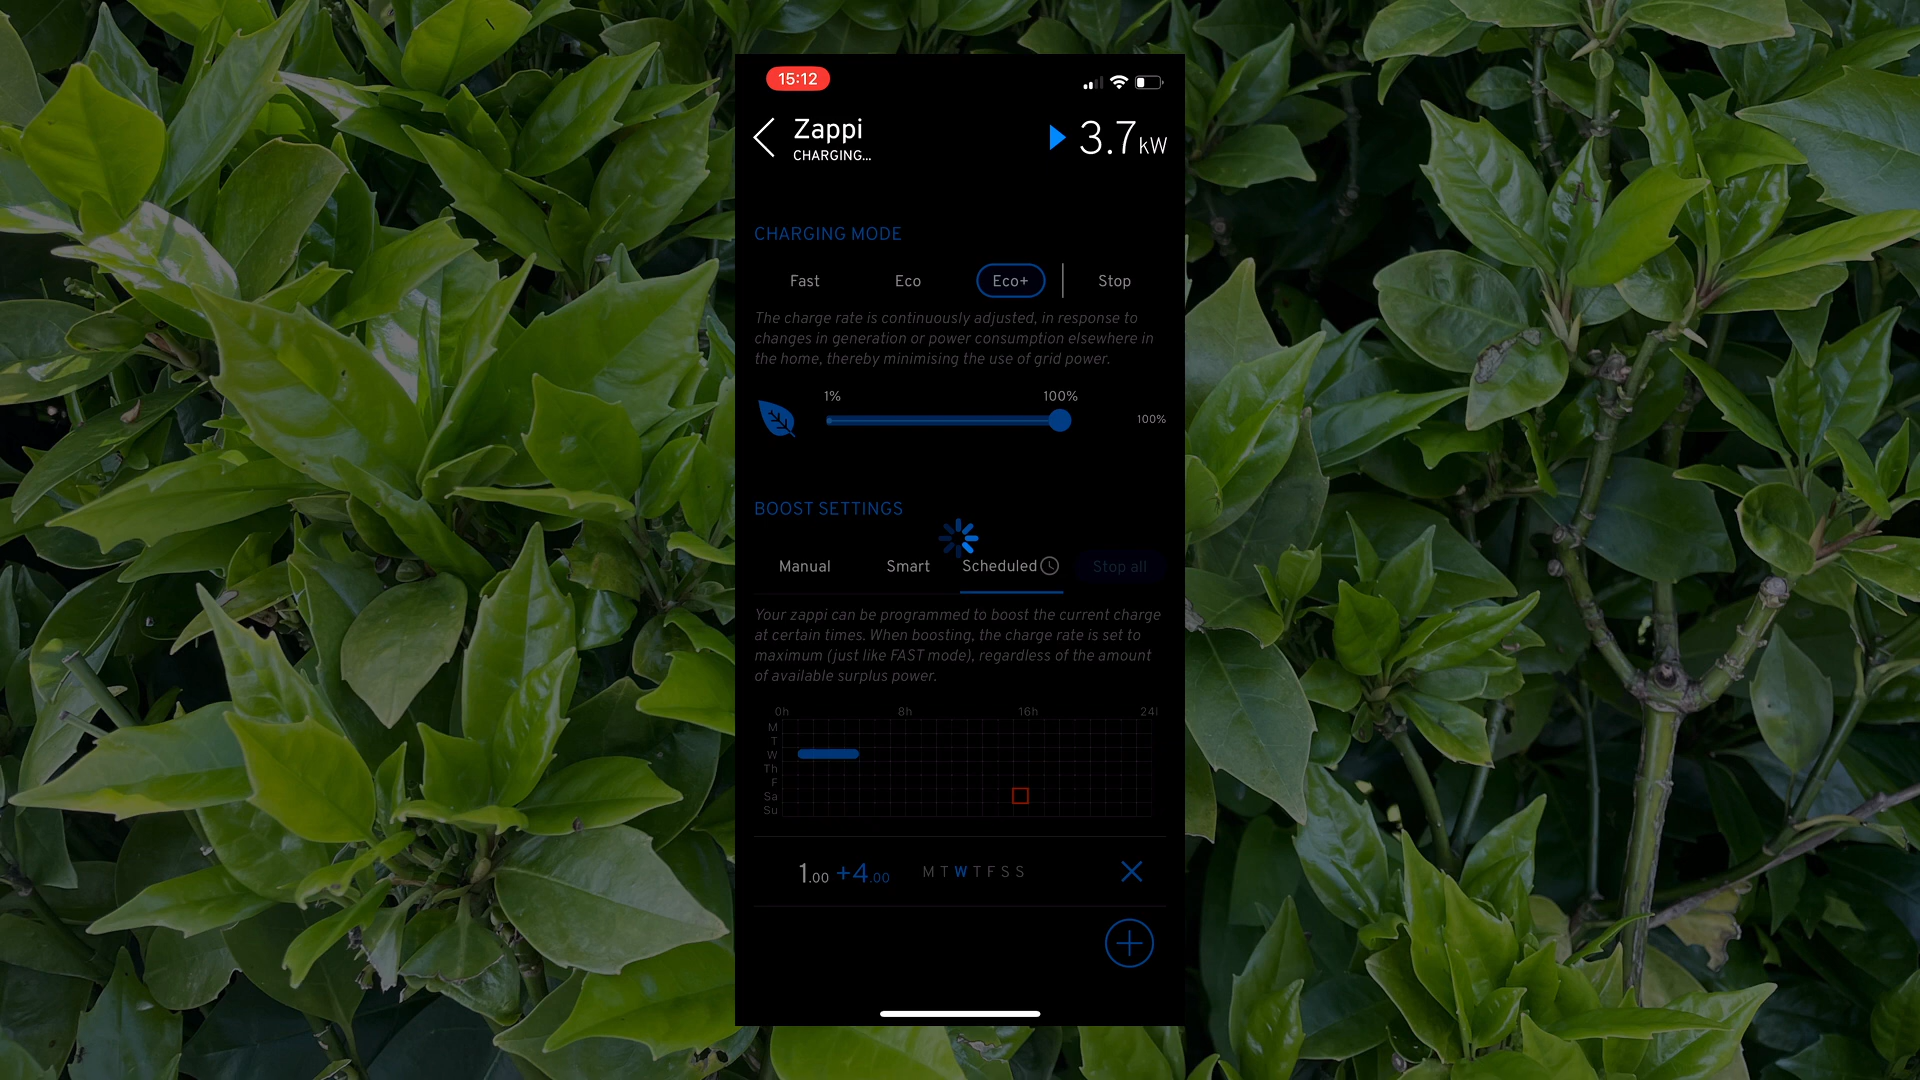 15:12
Zappi
CHARGING...
3.7kW
CHARGING MODE
Fast Eco Eco+ Stop
The charge rate is continuously adjusted, in response to
changes in generation or power consumption elsewhere in
the home, thereby minimising the use of grid power.
1% 100%
100%
BOOST SETTINGS
Manual Smart Scheduled Stop all
Your zappi can be programmed to boost the current charge
at certain times. When boosting, the charge rate is set to
maximum (just like FAST mode), regardless of the amount
of available surplus power.
0h 8h 16h 24
M
T
W
Th
F
Sa
Su
1.00 +4.00 M T W T F S S